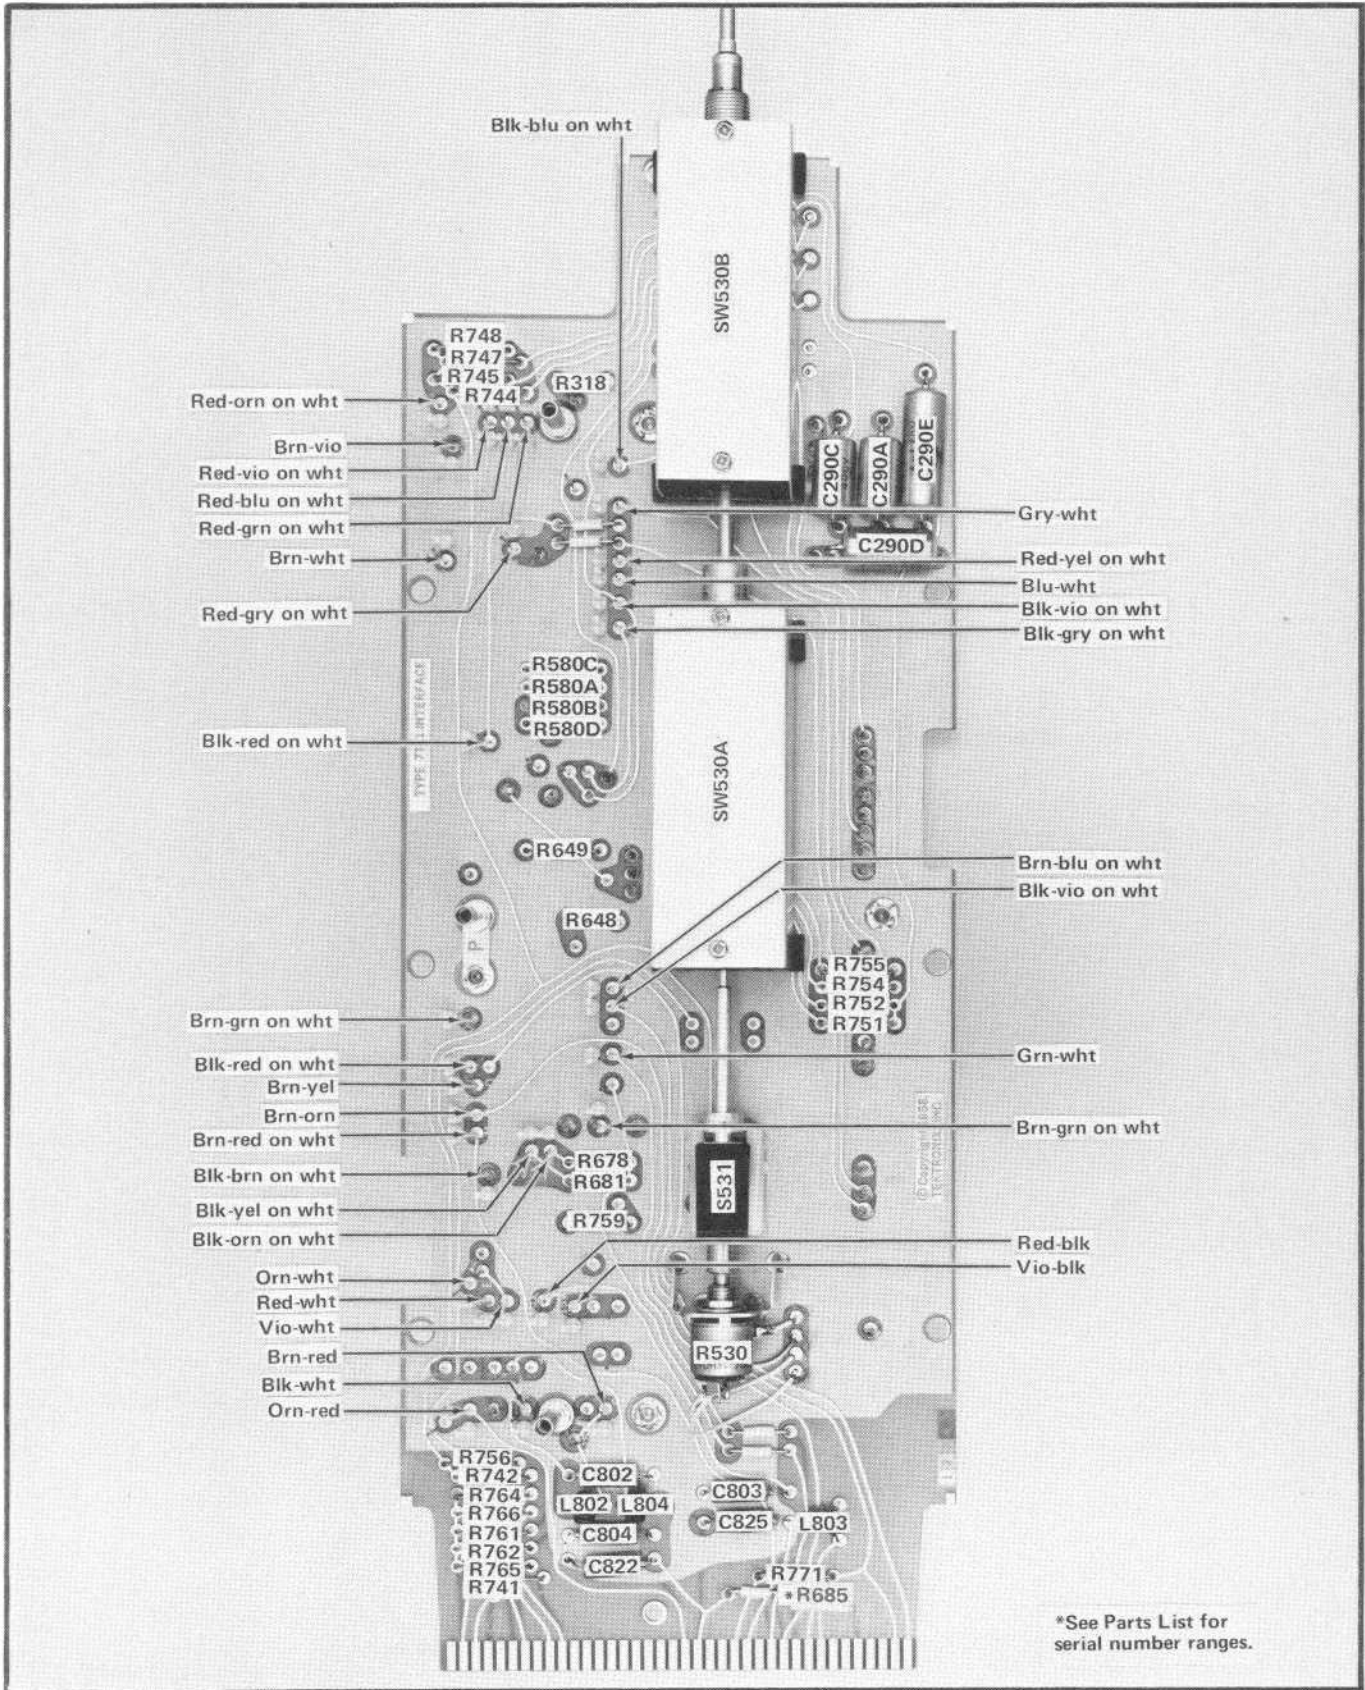 Blk-blu on wht
SW530B
R748
R747
R745
R744
R318
Red-orn on wht
Brn-vio
Red-vio on wht
Red-blu on wht
Red-grn on wht
Brn-wht
Red-gry on wht
C290C
C290A
C290E
C290D
Gry-wht
Red-yel on wht
Blu-wht
Blk-vio on wht
Blk-gry on wht
R580C
R580A
R580B
R580D
Blk-red on wht
INTERFACE
SW530A
R649
R648
P
Brn-blu on wht
Blk-vio on wht
R755
R754
R752
R751
Brn-grn on wht
Blk-red on wht
Brn-yel
Brn-orn
Brn-red on wht
Blk-brn on wht
Blk-yel on wht
Blk-orn on wht
Grn-wht
Brn-grn on wht
R678
R681
R759
S531
© Copyright
TEKTRONIX, INC.
Red-blk
Vio-blk
Orn-wht
Red-wht
Vio-wht
Brn-red
Blk-wht
Orn-red
R530
R756
R742
R764
R766
R761
R762
R765
R741
C802
L802
L804
C804
C822
C803
C825
L803
R771
*R685
*See Parts List for
serial number ranges.